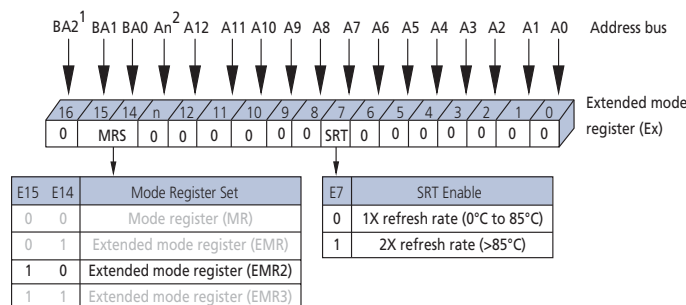 BA2¹ BA1 BA0 An² A12 A11 A10 A9 A8 A7 A6 A5 A4 A3 A2 A1 A0 Address bus
16 15 14 n 12 11 10 9 8 7 6 5 4 3 2 1 0 Extended mode
0 MRS 0 0 0 0 0 0 SRT 0 0 0 0 0 0 0 register (Ex)
E15 E14 Mode Register Set
0 0 Mode register (MR)
0 1 Extended mode register (EMR)
1 0 Extended mode register (EMR2)
1 1 Extended mode register (EMR3)
E7 SRT Enable
0 1X refresh rate (0°C to 85°C)
1 2X refresh rate (>85°C)